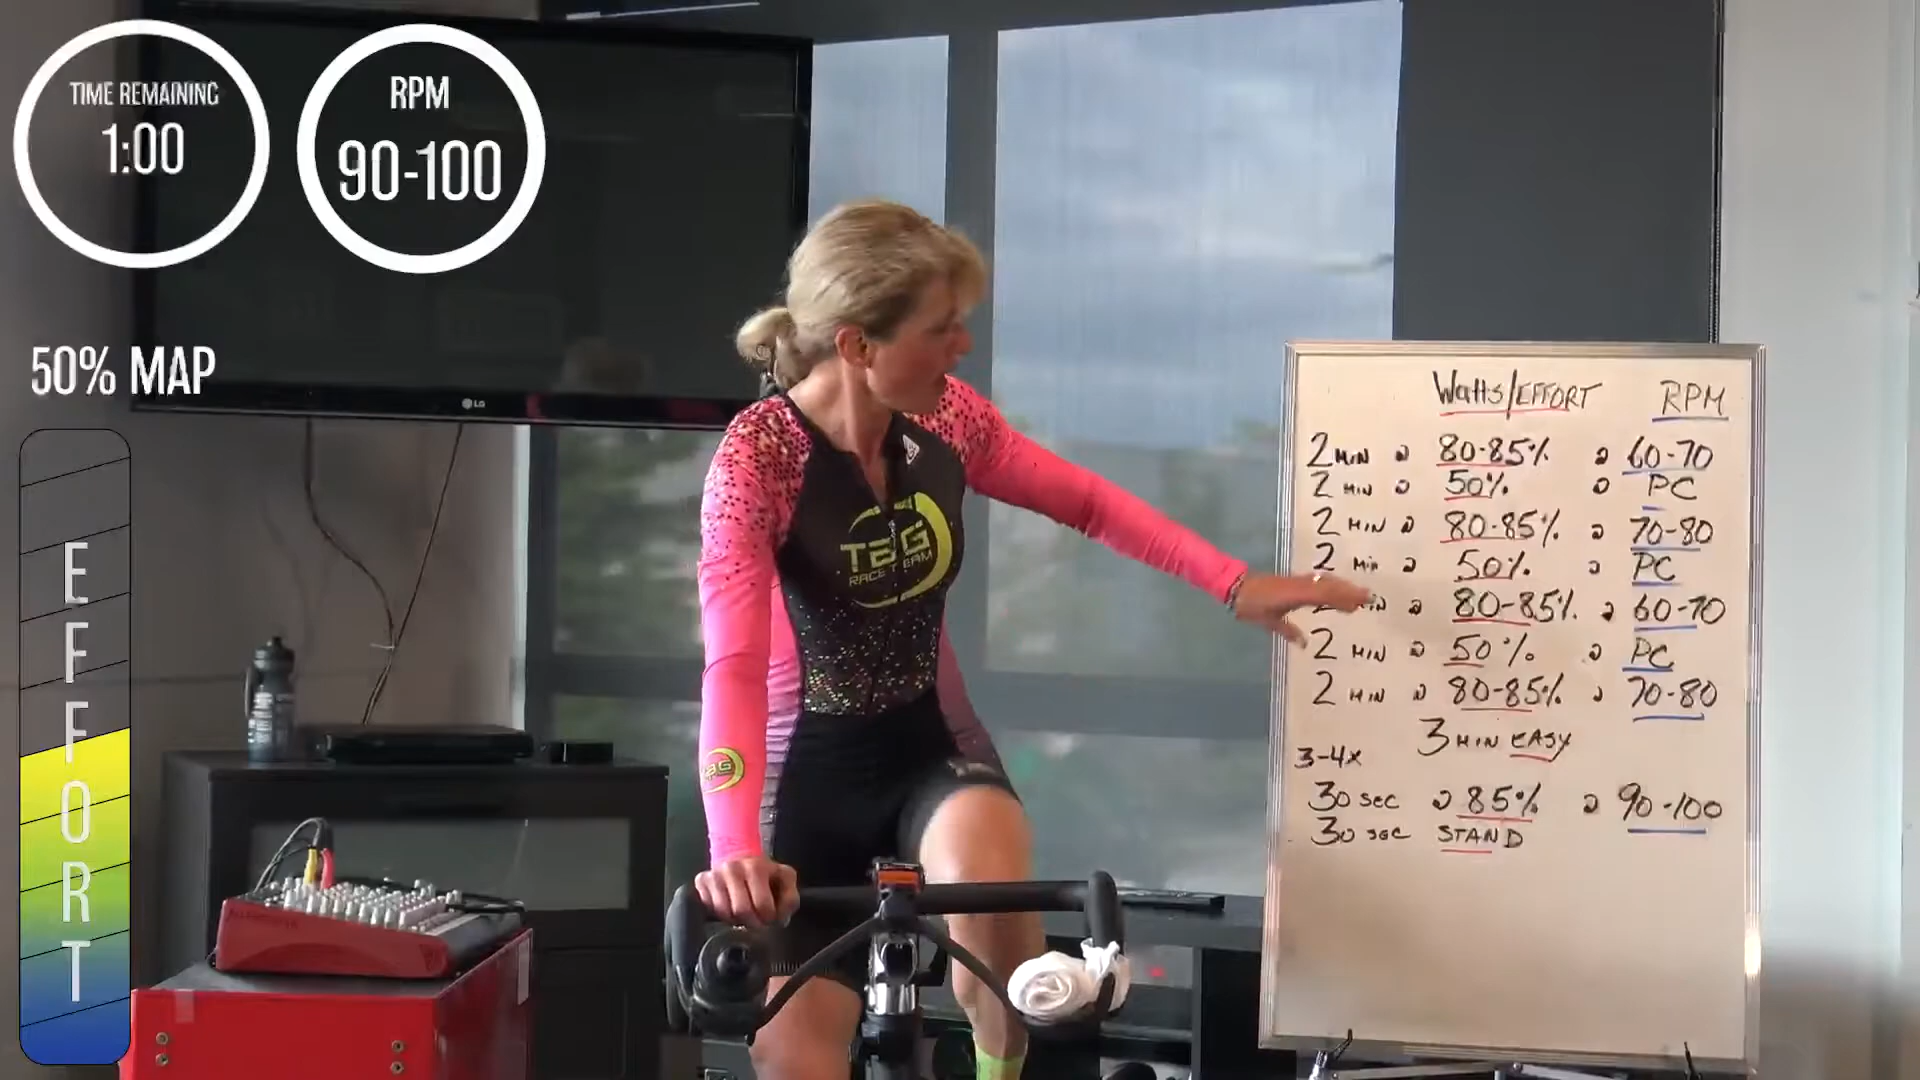 TIME REMAINING
1:00
RPM
90-100
50% MAP
EFFORT
LG
TBG
RACE TEAM
TBG
Watts/EFFORT RPM
2 MIN @ 80-85% @ 60-70
2 MIN @ 50% @ PC
2 MIN @ 80-85% @ 70-80
2 Min @ 50% @ PC
2 MIN @ 80-85% @ 60-70
2 MIN @ 50% @ PC
2 MIN @ 80-85% @ 70-80
3 MIN EASY
3-4x
30 SEC @ 85% @ 90-100
30 SEC STAND